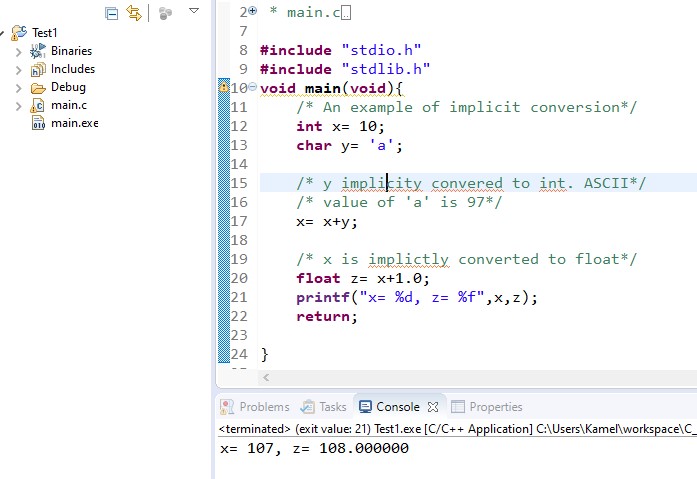 Test1
Binaries
Includes
Debug
main.c
main.exe
2 * main.c
7
8 #include "stdio.h"
9 #include "stdlib.h"
10 void main(void){
11 /* An example of implicit conversion*/
12 int x= 10;
13 char y= 'a';
14
15 /* y implicity convered to int. ASCII*/
16 /* value of 'a' is 97*/
17 x= x+y;
18
19 /* x is implictly converted to float*/
20 float z= x+1.0;
21 printf("x= %d, z= %f",x,z);
22 return;
23
24 }
Problems Tasks Console Properties
<terminated> (exit value: 21) Test1.exe [C/C++ Application] C:\Users\Kamel\workspace\C_
x= 107, z= 108.000000